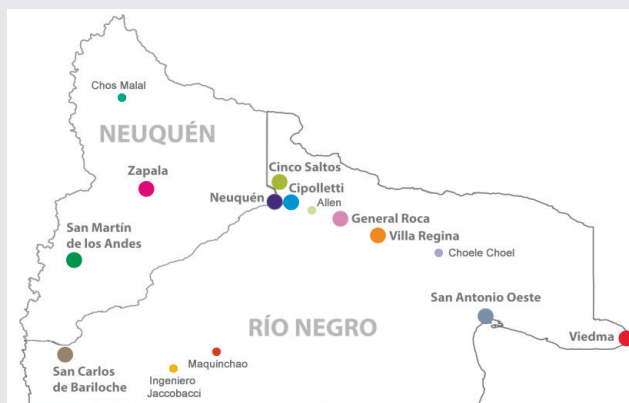 Chos Malal
NEUQUÉN
Zapala
Cinco Saltos
Cipolletti
Neuquén
Allen
General Roca
San Martín
de los Andes
Villa Regina
Choele Choel
San Antonio Oeste
RÍO NEGRO
Viedma
San Carlos
de Bariloche
Maquinchao
Ingeniero
Jaccobacci